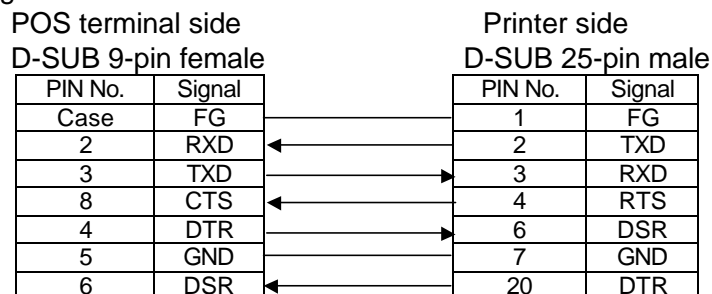 POS terminal side Printer side
D-SUB 9-pin female D-SUB 25-pin male
PIN No. Signal PIN No. Signal
Case FG 1 FG
2 RXD 2 TXD
3 TXD 3 RXD
8 CTS 4 RTS
4 DTR 6 DSR
5 GND 7 GND
6 DSR 20 DTR